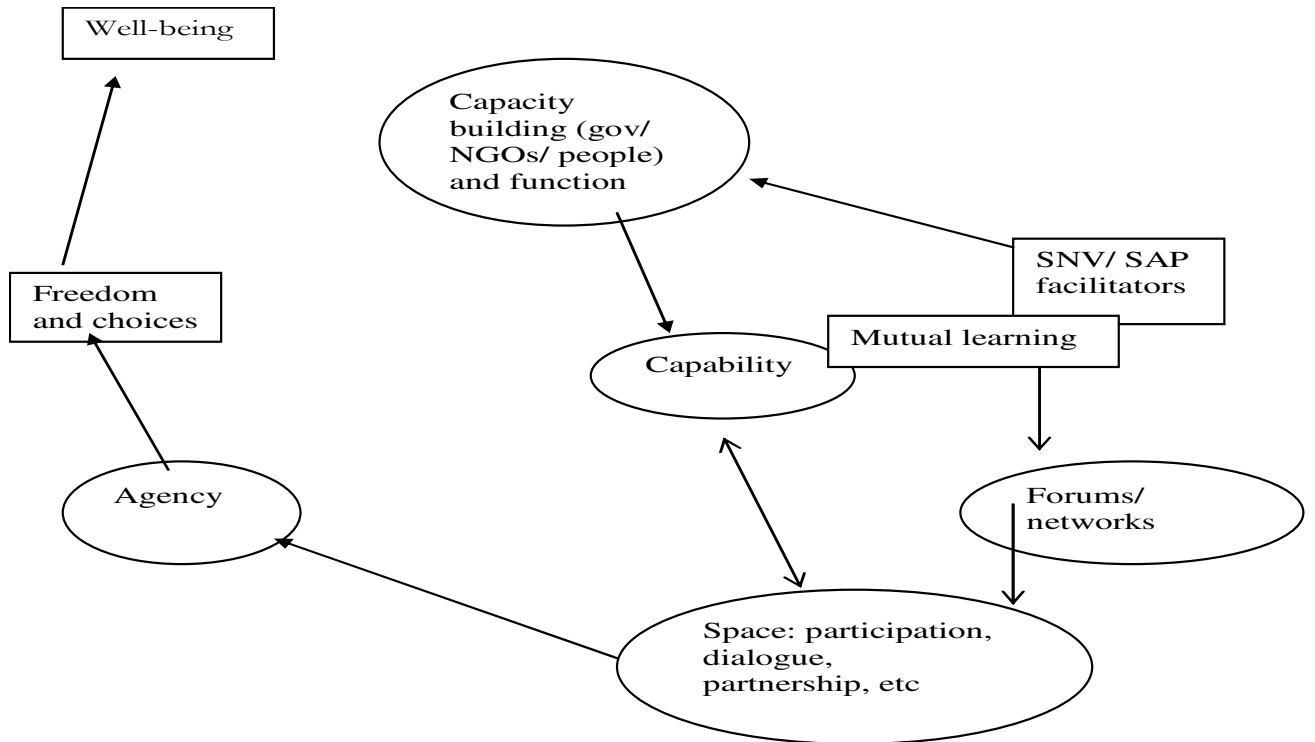 Well-being
Capacity
building (gov/
NGOs/ people)
and function
SNV/ SAP
facilitators
Freedom
and choices
Mutual learning
Capability
Agency
Forums/
networks
Space: participation,
dialogue,
partnership, etc